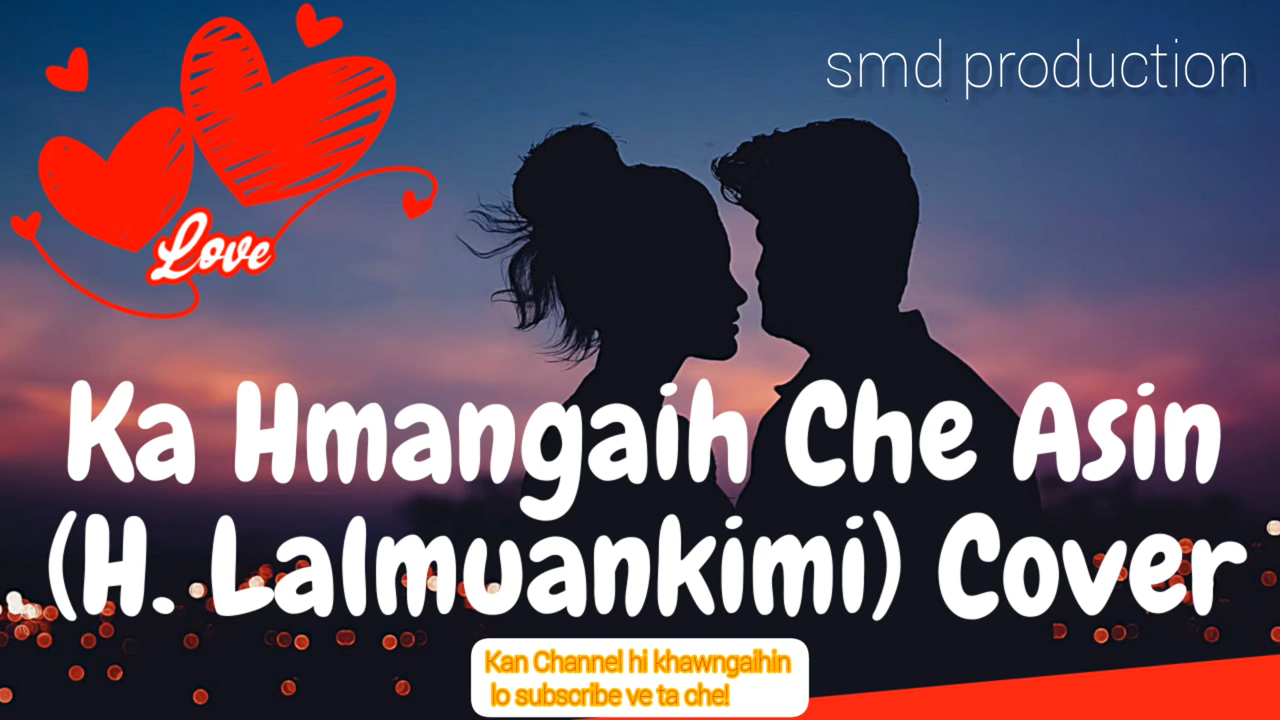 smd production
Love
Ka Hmangaih Che Asin
(H. Lalmuankimi) Cover
Kan Channel hi khawngaihin
lo subscribe ve ta che!